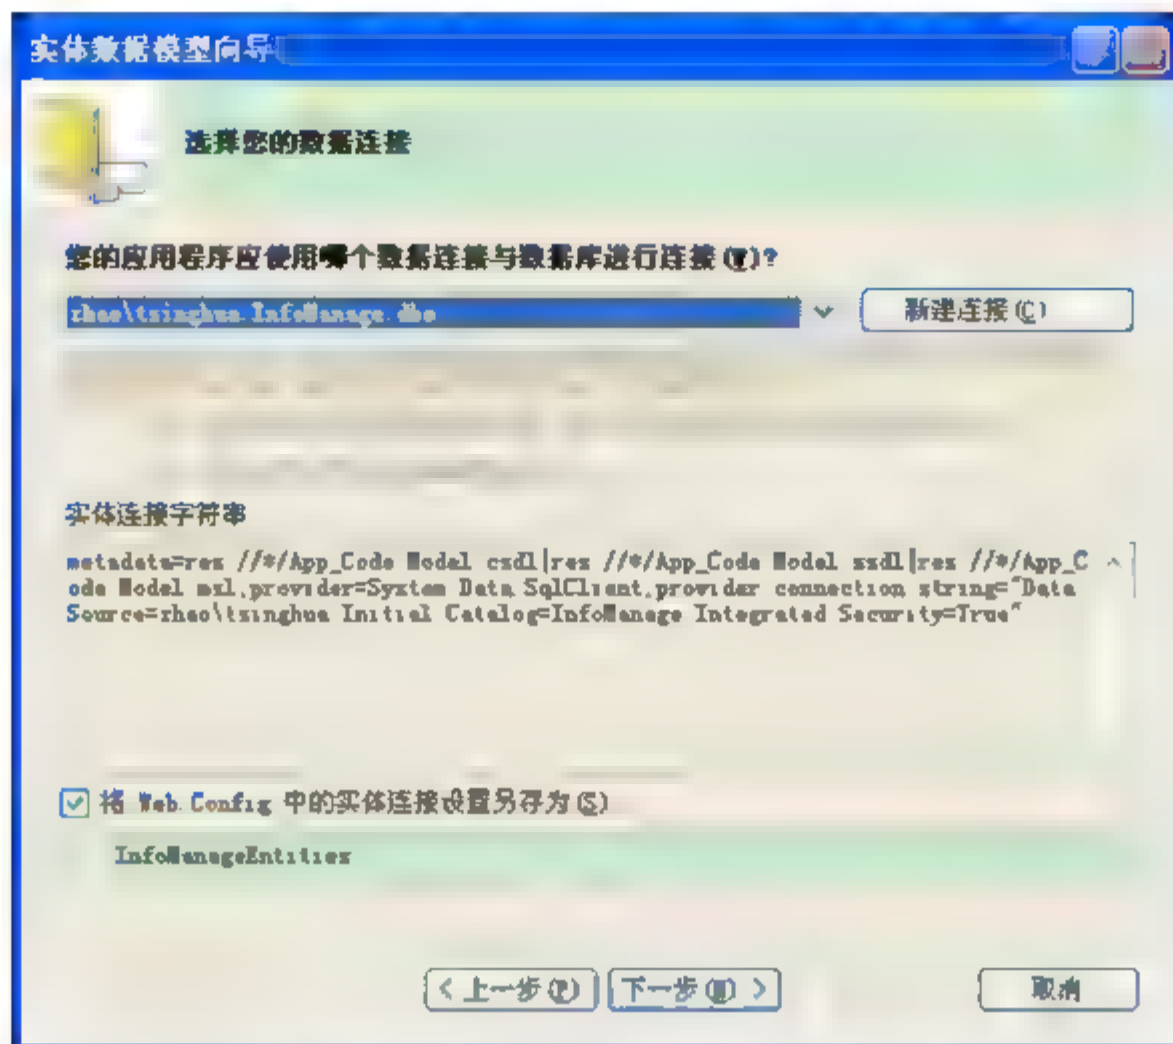 实体数据模型向导
选择您的数据连接
您的应用程序应使用哪个数据连接与数据库进行连接(W)?
zhao\tsinghua.InfoManage.dbo
新建连接(C)
实体连接字符串
metadata=res //*/App_Code Model csdl|res //*/App_Code Model ssdl|res //*/App_C
ode Model msl,provider=System Data SqlClient,provider connection string="Data
Source=zhao\tsinghua Initial Catalog=InfoManage Integrated Security=True"
将 Web.Config 中的实体连接设置另存为(S)
InfoManageEntities
< 上一步(P)
下一步(N) >
取消